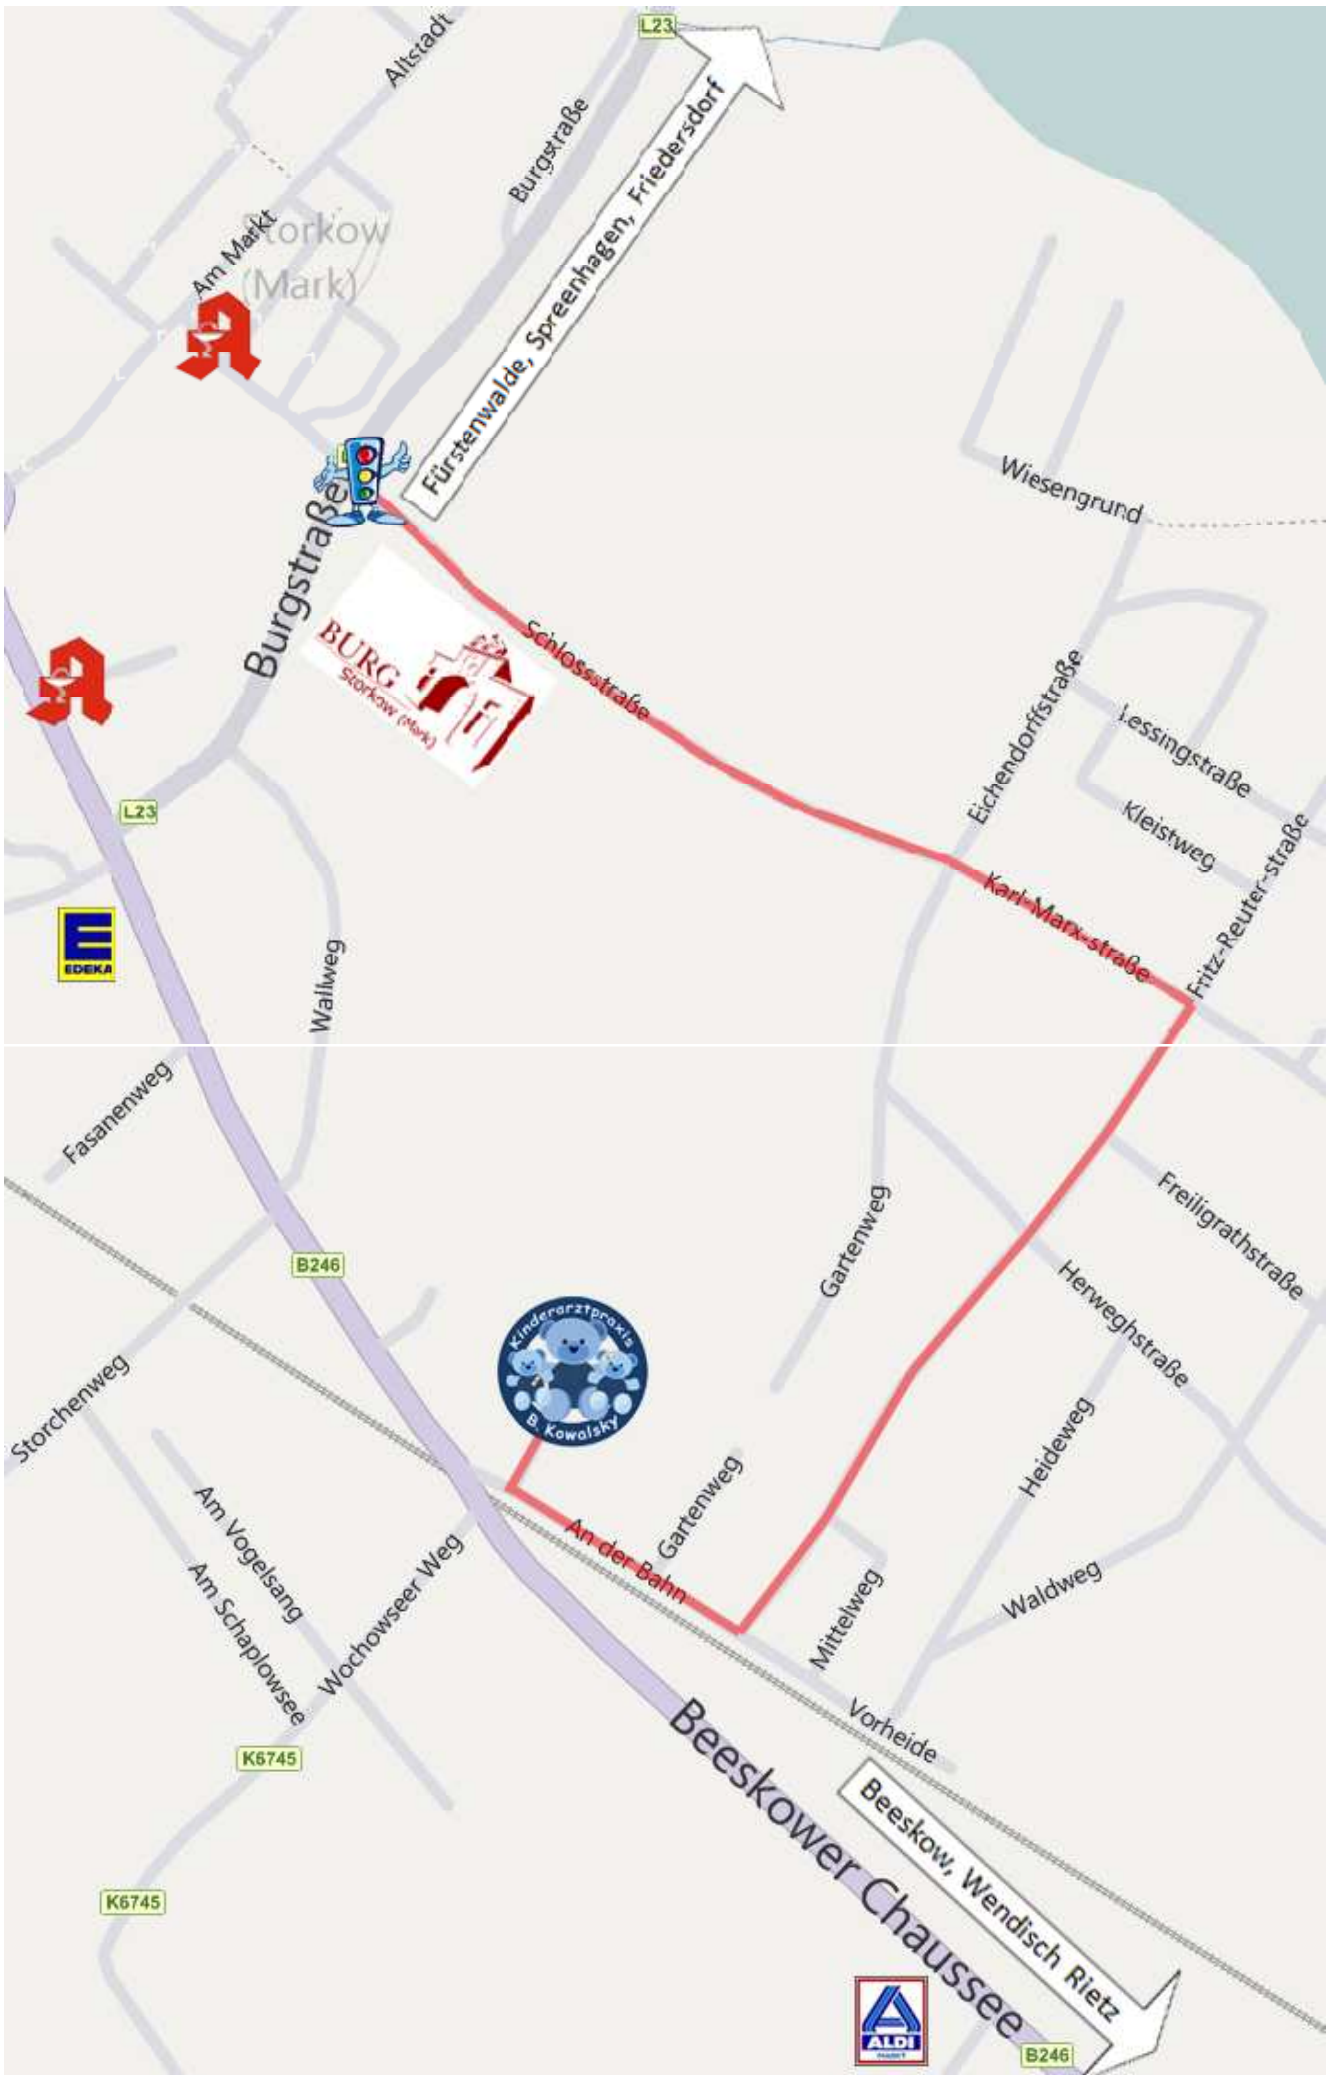 L23
Altstadt
Burgstraße
Fürstenwalde, Spreenhagen, Friedersdorf
Am Markt
Storkow
(Mark)
Wiesengrund
Burgstraße
BURG
Storkow (Mark)
Schlossstraße
Eichendorffstraße
Lessingstraße
Kleistweg
L23
Karl-Marx-straße
Fritz-Reuter-straße
E
EDEKA
Wallweg
Fasanenweg
Freiligrathstraße
Gartenweg
B246
Herweghstraße
Kinderarztpraxis
B. Kowalsky
Storchenweg
Heideweg
Gartenweg
Am Vogelsang
An der Bahn
Am Schaplowsee
Wochowseer Weg
Mittelweg
Waldweg
Vorheide
K6745
Beeskower Chaussee
Beeskow, Wendisch Rietz
K6745
ALDI
MARKT
B246